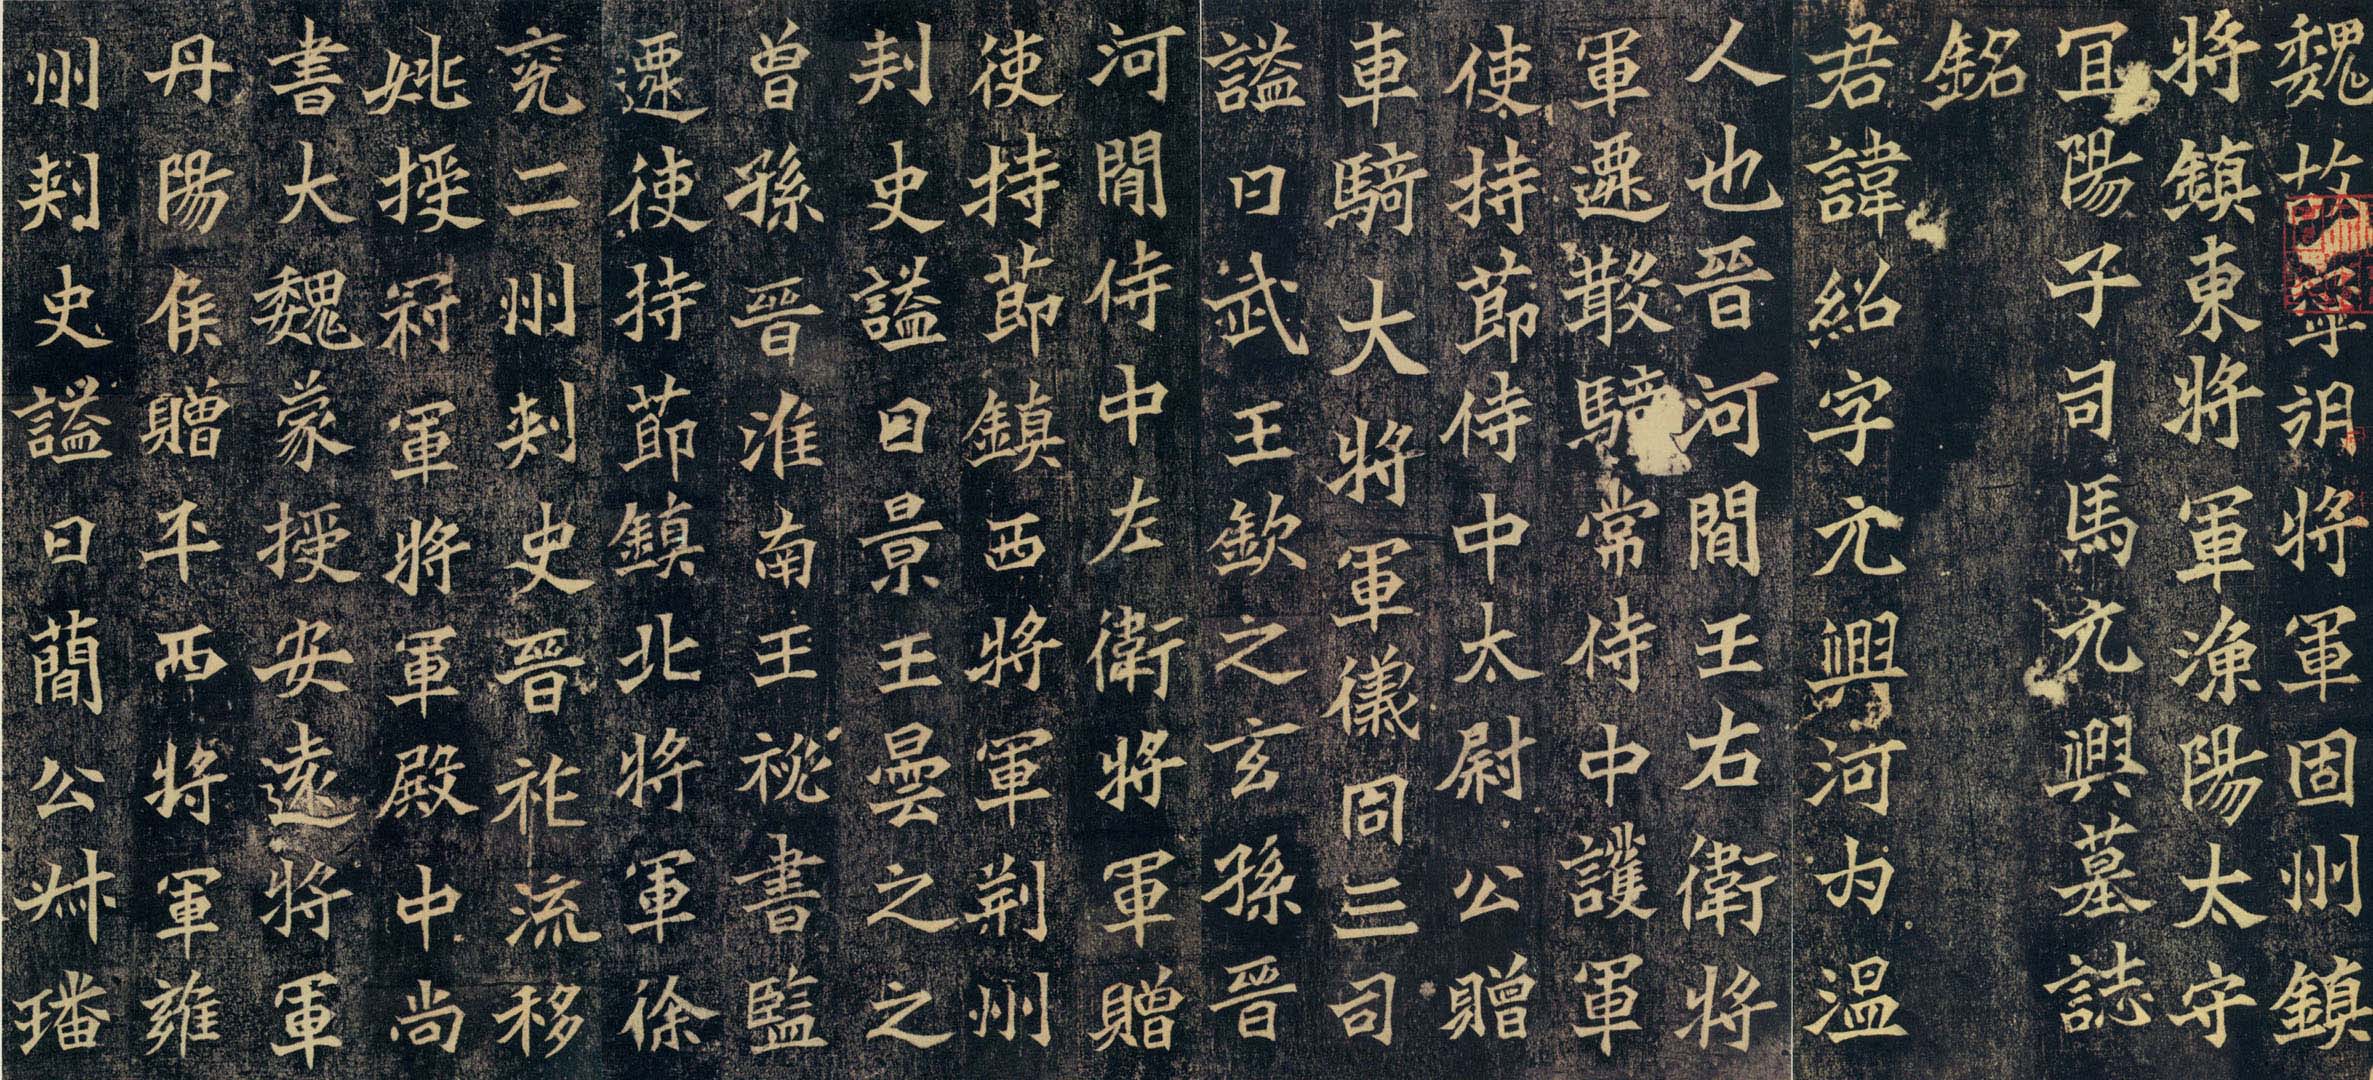 魏故寧朔將軍固州鎮
將鎮東將軍漁陽太守
宜陽子司馬元興墓誌
銘
君諱紹字元興河内温
人也晉河間王右衛將
軍遷散騎常侍中護軍
使持節侍中太尉公贈
車騎大將軍儀同三司
謚曰武王欽之玄孫晉
河間侍中左衛將軍贈
使持節鎮西將軍荊州
刺史謚曰景王曇之之
曾孫晉淮南王祕書監
遷使持節鎮北將軍徐
兖二州刺史晉祚流移
姚授冠軍將軍殿中尚
書大魏蒙授安遠將軍
丹陽侯贈平西將軍雍
州刺史謚曰簡公叔璠